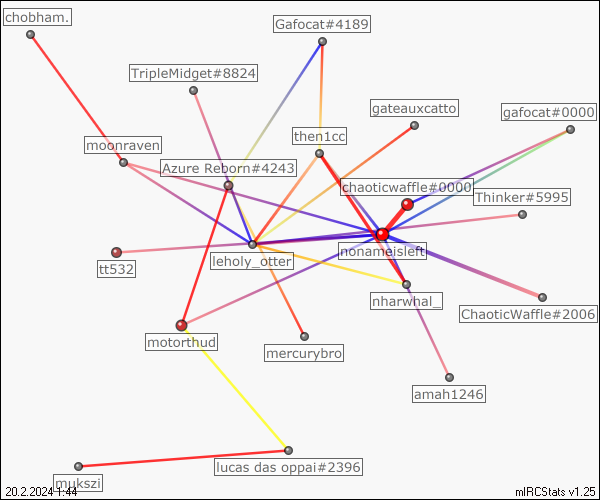 chobham.
Gafocat#4189
TripleMidget#8824
gateauxcatto
gafocat#0000
then1cc
moonraven
Azure Reborn#4243
chaoticwaffle#0000
Thinker#5995
nonameisleft
leholy_otter
tt532
nharwhal_
ChaoticWaffle#2006
motorthud
mercurybro
amah1246
lucas das oppai#2396
mukszi
20.2.2024 1:44
mIRCStats v1.25